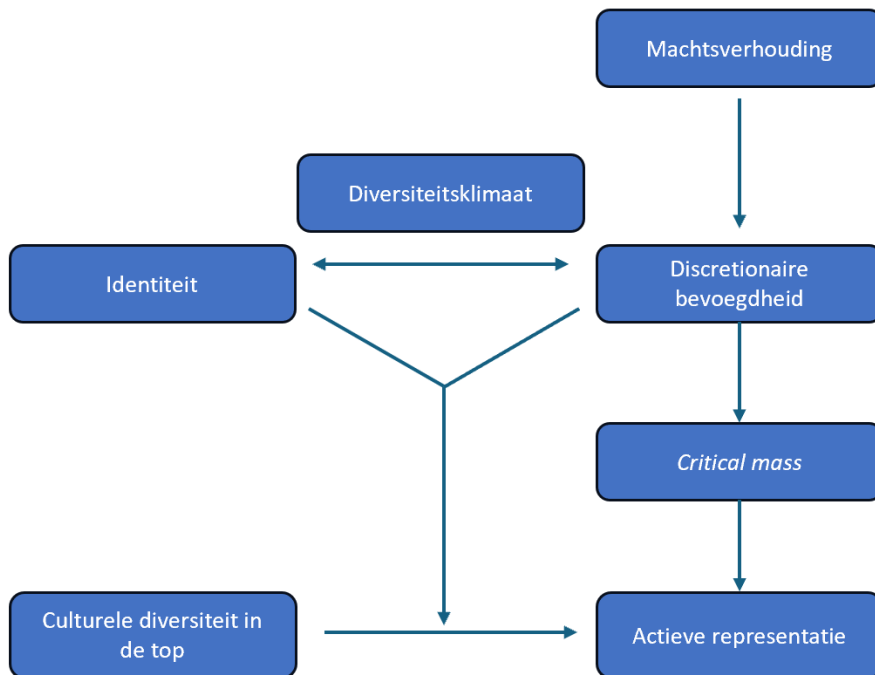 Machtsverhouding
Diversiteitsklimaat
Identiteit
Discretionaire
bevoegdheid
Critical mass
Culturele diversiteit in
de top
Actieve representatie